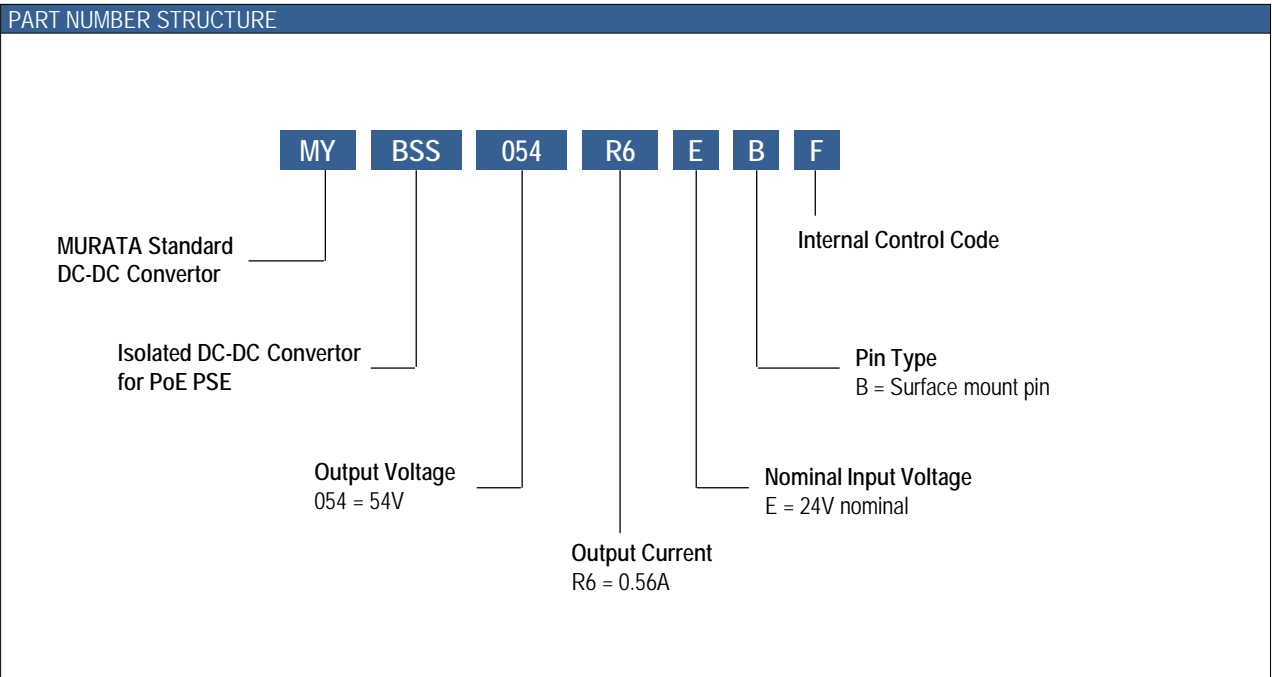 PART NUMBER STRUCTURE
MY BSS 054 R6 E B F
MURATA Standard
DC-DC Convertor
Internal Control Code
Isolated DC-DC Convertor
for PoE PSE
Pin Type
B = Surface mount pin
Output Voltage
054 = 54V
Nominal Input Voltage
E = 24V nominal
Output Current
R6 = 0.56A